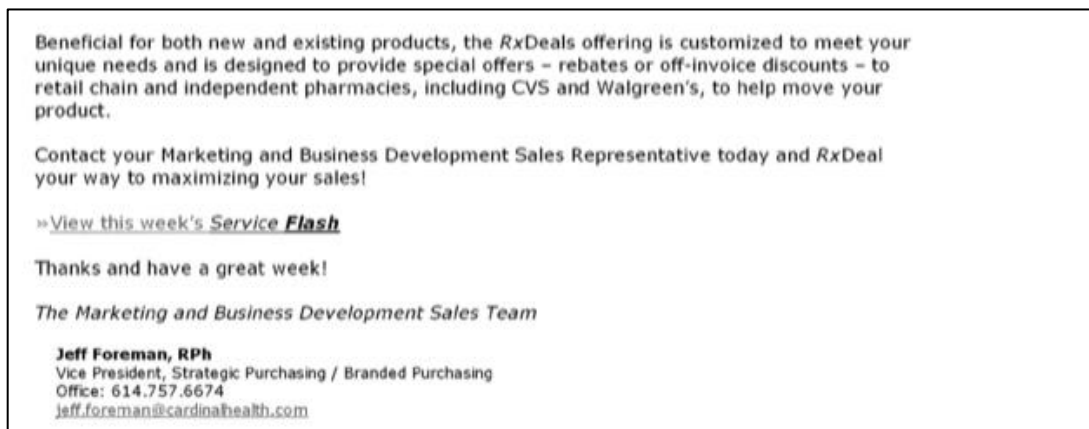 Beneficial for both new and existing products, the RxDeals offering is customized to meet your
unique needs and is designed to provide special offers – rebates or off-invoice discounts – to
retail chain and independent pharmacies, including CVS and Walgreen's, to help move your
product.
Contact your Marketing and Business Development Sales Representative today and RxDeal
your way to maximizing your sales!
»View this week's Service Flash
Thanks and have a great week!
The Marketing and Business Development Sales Team
Jeff Foreman, RPh
Vice President, Strategic Purchasing / Branded Purchasing
Office: 614.757.6674
jeff.foreman@cardinalhealth.com